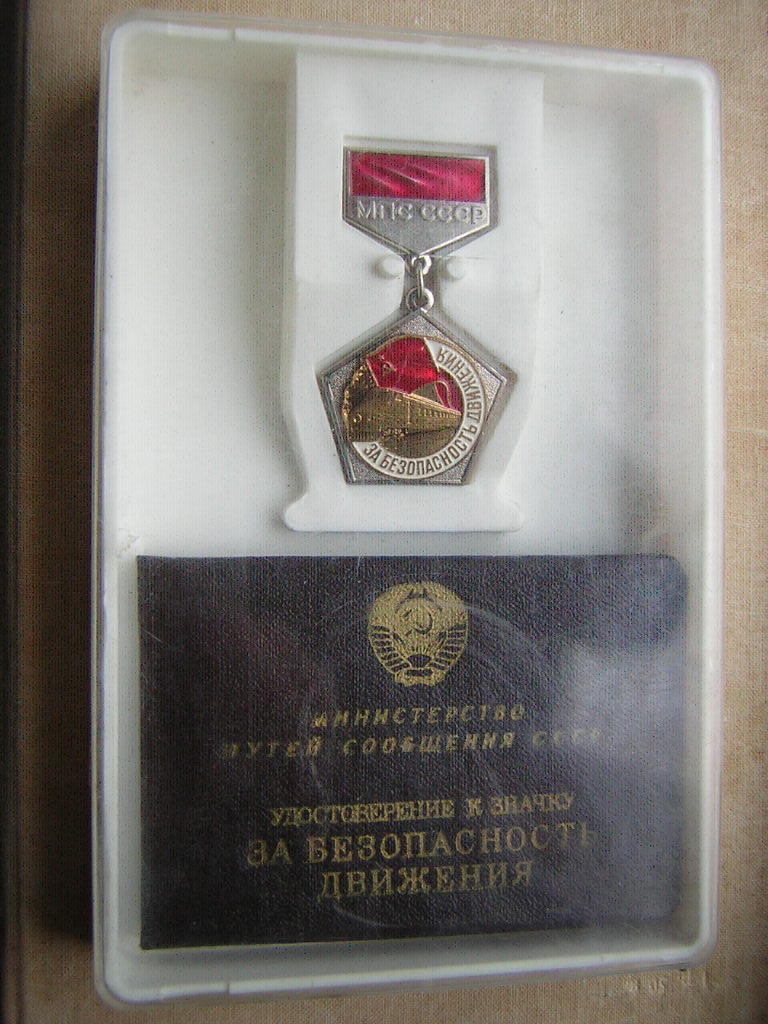 МПС СССР
ЗА БЕЗОПАСНОСТЬ ДВИЖЕНИЯ
МИНИСТЕРСТВО
ПУТЕЙ СООБЩЕНИЯ СССР
УДОСТОВЕРЕНИЕ К ЗНАЧКУ
ЗА БЕЗОПАСНОСТЬ
ДВИЖЕНИЯ